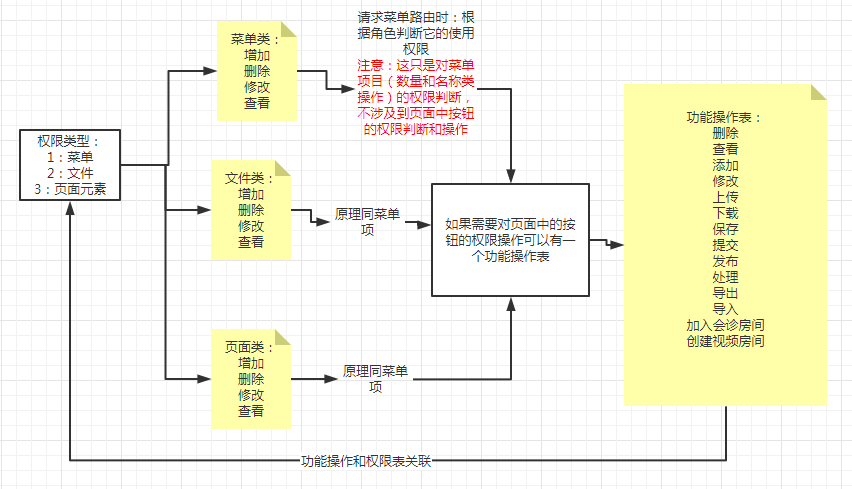 权限类型：
1：菜单
2：文件
3：页面元素
菜单类：
增加
删除
修改
查看
请求菜单路由时：根
据角色判断它的使用
权限
注意：这只是对菜单
项目（数量和名称类
操作）的权限判断，
不涉及到页面中按钮
的权限判断和操作
文件类：
增加
删除
修改
查看
原理同菜单
项
页面类：
增加
删除
修改
查看
原理同菜单
项
如果需要对页面中的按
钮的权限操作可以有一
个功能操作表
功能操作表：
删除
查看
添加
修改
上传
下载
保存
提交
发布
处理
导出
导入
加入会诊房间
创建视频房间
功能操作和权限表关联